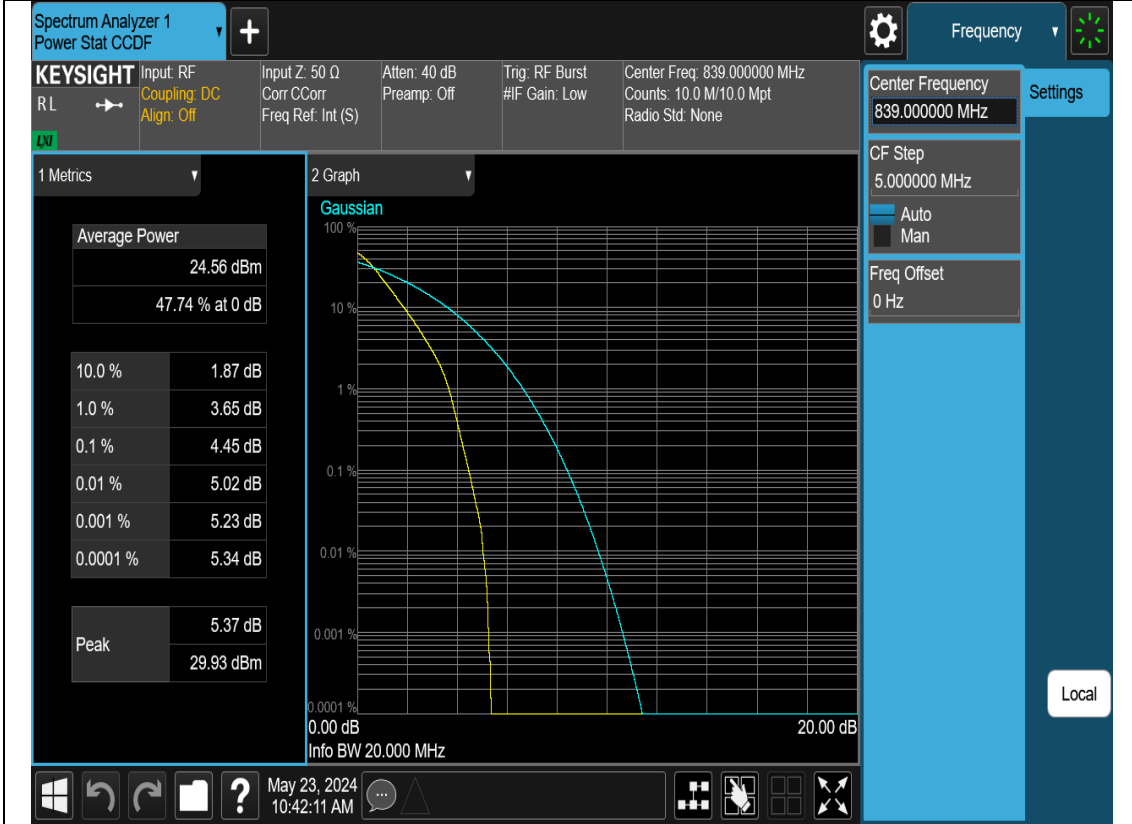 Spectrum Analyzer 1
Power Stat CCDF
Frequency
KEYSIGHT
RL
LXI
Input: RF
Coupling: DC
Align: Off
Input Z: 50 Ω
Corr CCorr
Freq Ref: Int (S)
Atten: 40 dB
Preamp: Off
Trig: RF Burst
#IF Gain: Low
Center Freq: 839.000000 MHz
Counts: 10.0 M/10.0 Mpt
Radio Std: None
Center Frequency
839.000000 MHz
Settings
CF Step
5.000000 MHz
Auto
Man
Freq Offset
0 Hz
1 Metrics
Average Power
24.56 dBm
47.74 % at 0 dB
10.0 % 1.87 dB
1.0 % 3.65 dB
0.1 % 4.45 dB
0.01 % 5.02 dB
0.001 % 5.23 dB
0.0001 % 5.34 dB
Peak
5.37 dB
29.93 dBm
2 Graph
Gaussian
100 %
10 %
1 %
0.1 %
0.01 %
0.001 %
0.0001 %
0.00 dB 20.00 dB
Info BW 20.000 MHz
Local
?
May 23, 2024
10:42:11 AM